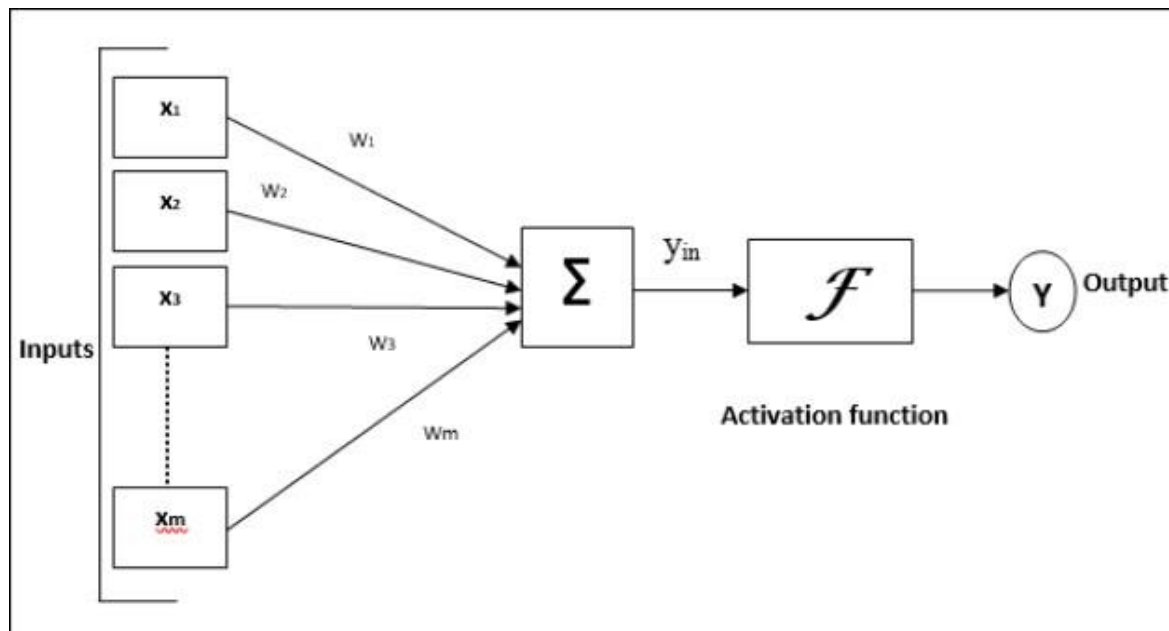 x₁
W₁
x₂
W₂
x₃
W₃
Inputs
xₘ
Wm
Σ
yᵢₙ
ℱ
Y
Output
Activation function